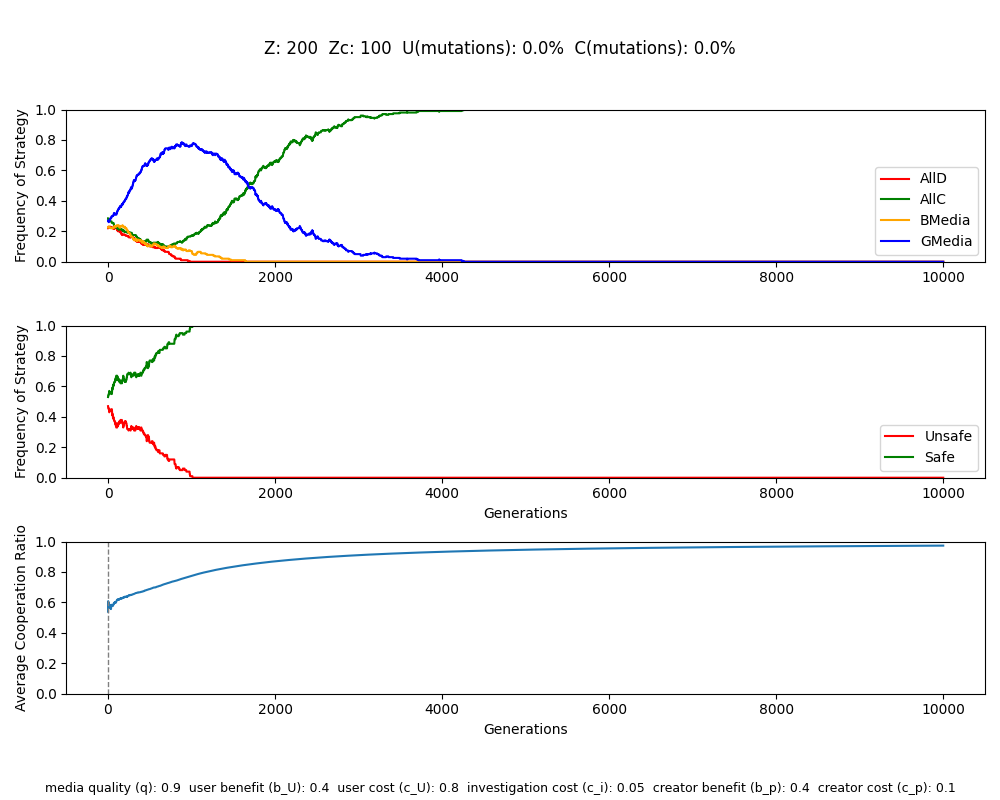 Z: 200  Zc: 100  U(mutations): 0.0%  C(mutations): 0.0%
Frequency of Strategy
1.0
0.8
0.6
0.4
0.2
0.0
AllD
AllC
BMedia
GMedia
0 2000 4000 6000 8000 10000
Frequency of Strategy
1.0
0.8
0.6
0.4
0.2
0.0
Unsafe
Safe
0 2000 4000 6000 8000 10000
Generations
Average Cooperation Ratio
1.0
0.8
0.6
0.4
0.2
0.0
0 2000 4000 6000 8000 10000
Generations
media quality (q): 0.9  user benefit (b_U): 0.4  user cost (c_U): 0.8  investigation cost (c_i): 0.05  creator benefit (b_p): 0.4  creator cost (c_p): 0.1